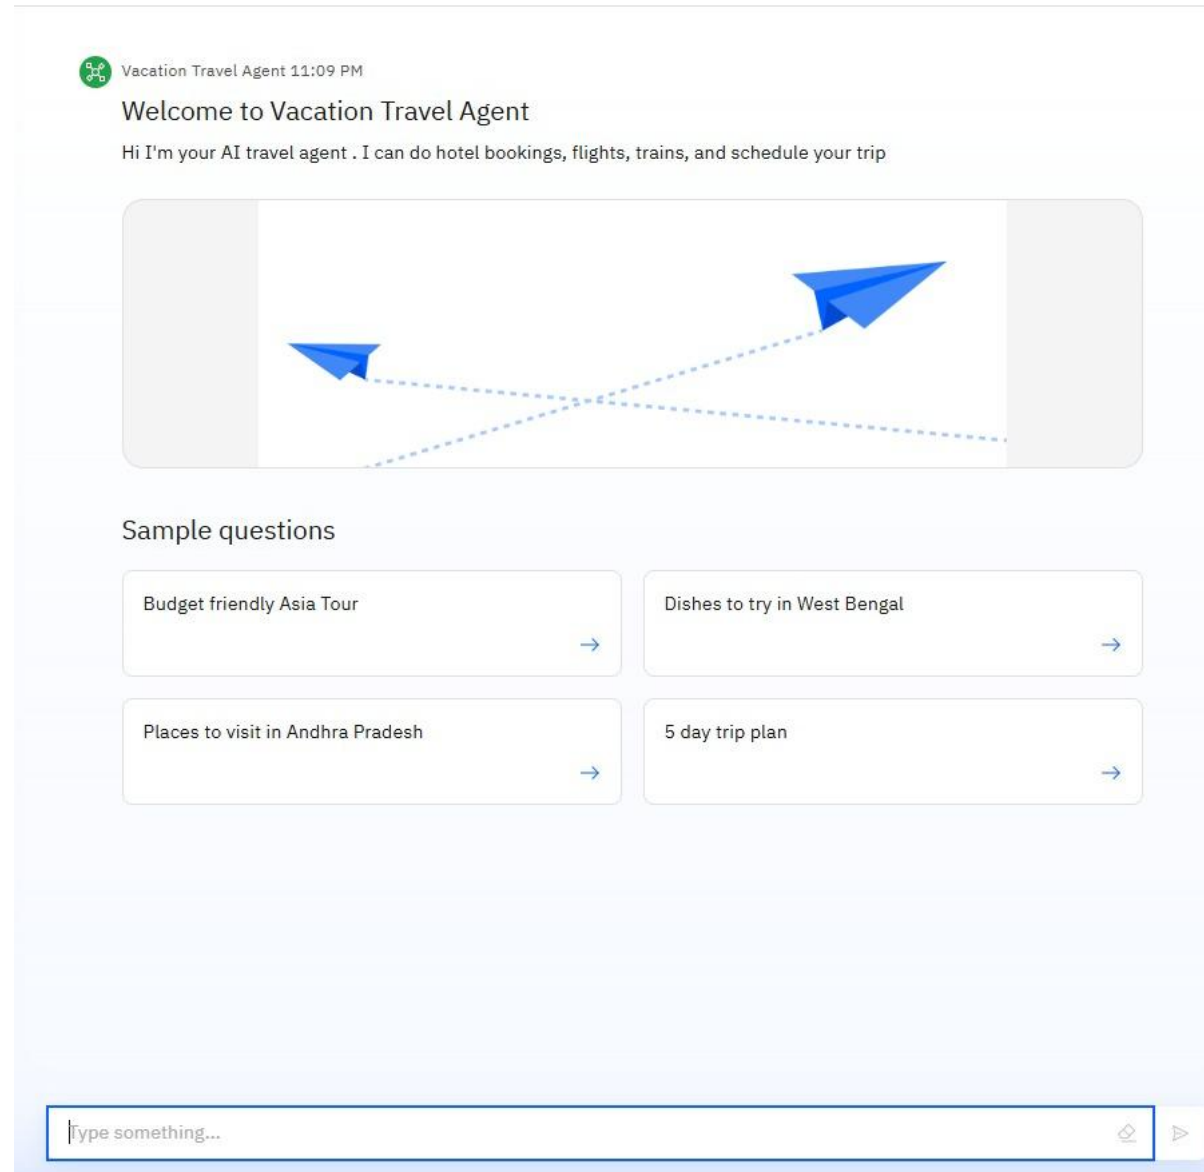 Vacation Travel Agent 11:09 PM
Welcome to Vacation Travel Agent
Hi I'm your AI travel agent . I can do hotel bookings, flights, trains, and schedule your trip
Sample questions
Budget friendly Asia Tour
Dishes to try in West Bengal
Places to visit in Andhra Pradesh
5 day trip plan
Type something...